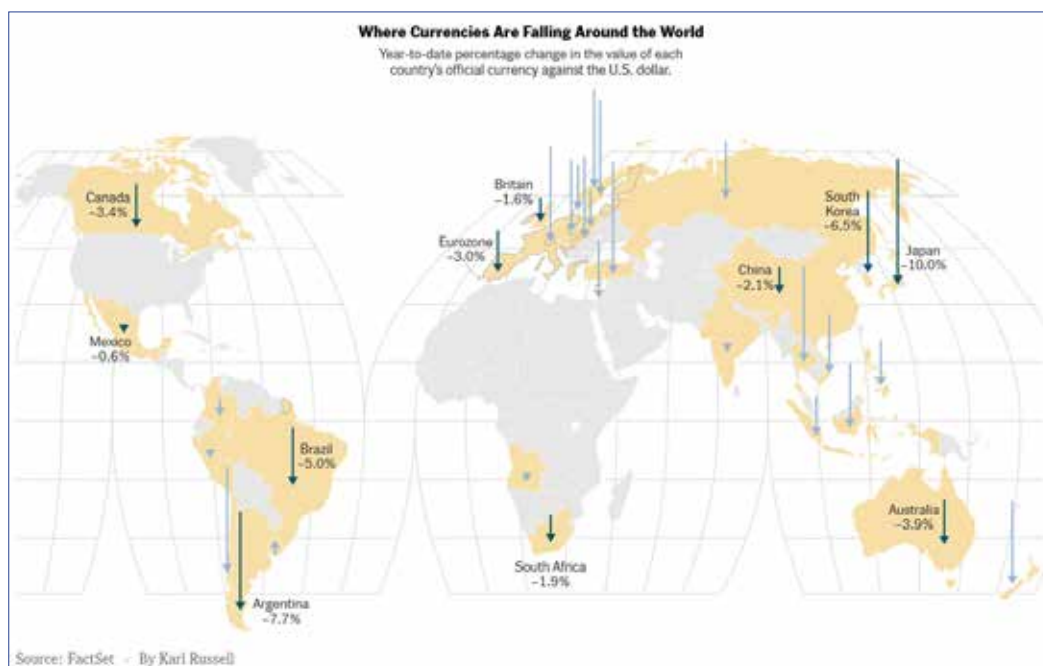 Where Currencies Are Falling Around the World
Year-to-date percentage change in the value of each
country's official currency against the U.S. dollar.
Canada
–3.4%
Britain
–1.6%
South
Korea
–6.5%
Eurozone
–3.0%
Japan
–10.0%
China
–2.1%
Mexico
–0.6%
Brazil
–5.0%
Australia
–3.9%
South Africa
–1.9%
Argentina
–7.7%
Source: FactSet - By Karl Russell